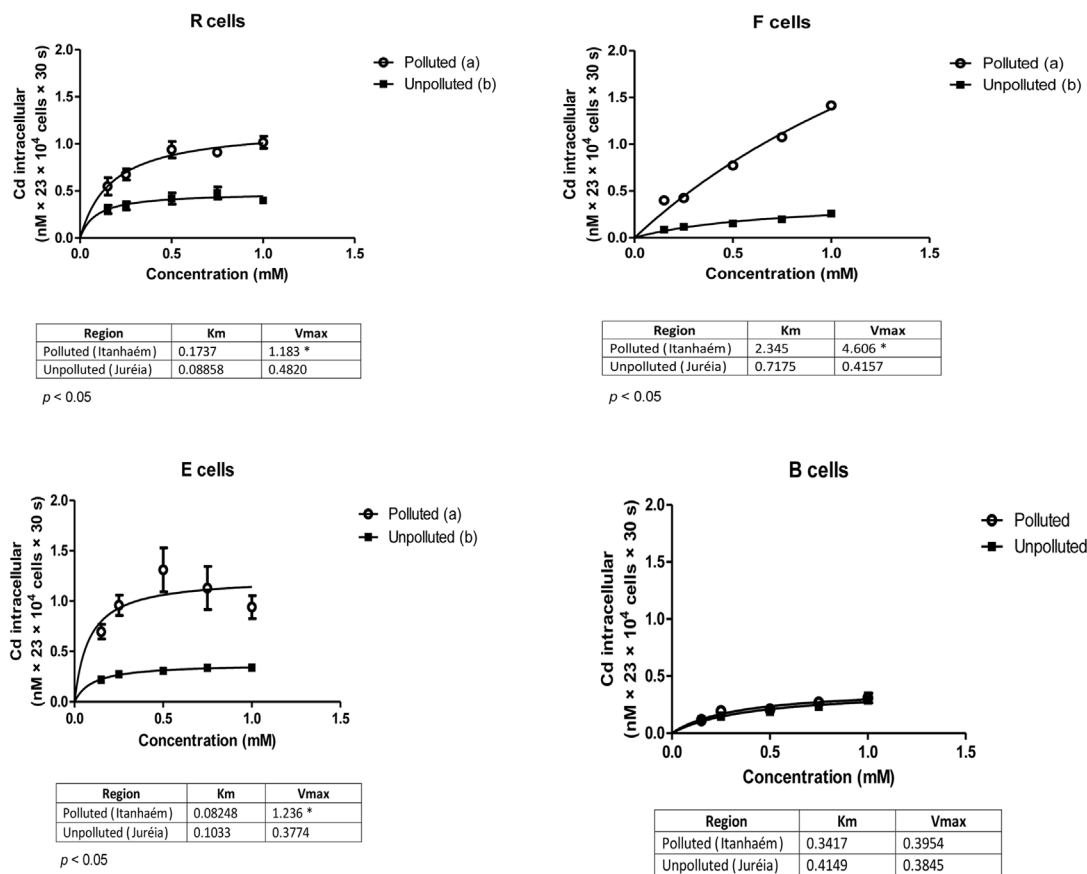 R cells
Cd intracellular
(nM × 23 × 10⁴ cells × 30 s)
2.0
1.5
1.0
0.5
0.0
0.0 0.5 1.0 1.5
Concentration (mM)
Polluted (a)
Unpolluted (b)
Region Km Vmax
Polluted (Itanhaém) 0.1737 1.183 *
Unpolluted (Juréia) 0.08858 0.4820
p < 0.05
F cells
Cd intracellular
(nM × 23 × 10⁴ cells × 30 s)
2.0
1.5
1.0
0.5
0.0
0.0 0.5 1.0 1.5
Concentration (mM)
Polluted (a)
Unpolluted (b)
Region Km Vmax
Polluted (Itanhaém) 2.345 4.606 *
Unpolluted (Juréia) 0.7175 0.4157
p < 0.05
E cells
Cd intracellular
(nM × 23 × 10⁴ cells × 30 s)
2.0
1.5
1.0
0.5
0.0
0.0 0.5 1.0 1.5
Concentration (mM)
Polluted (a)
Unpolluted (b)
Region Km Vmax
Polluted (Itanhaém) 0.08248 1.236 *
Unpolluted (Juréia) 0.1033 0.3774
p < 0.05
B cells
Cd intracellular
(nM × 23 × 10⁴ cells × 30 s)
2.0
1.5
1.0
0.5
0.0
0.0 0.5 1.0 1.5
Concentration (mM)
Polluted
Unpolluted
Region Km Vmax
Polluted (Itanhaém) 0.3417 0.3954
Unpolluted (Juréia) 0.4149 0.3845